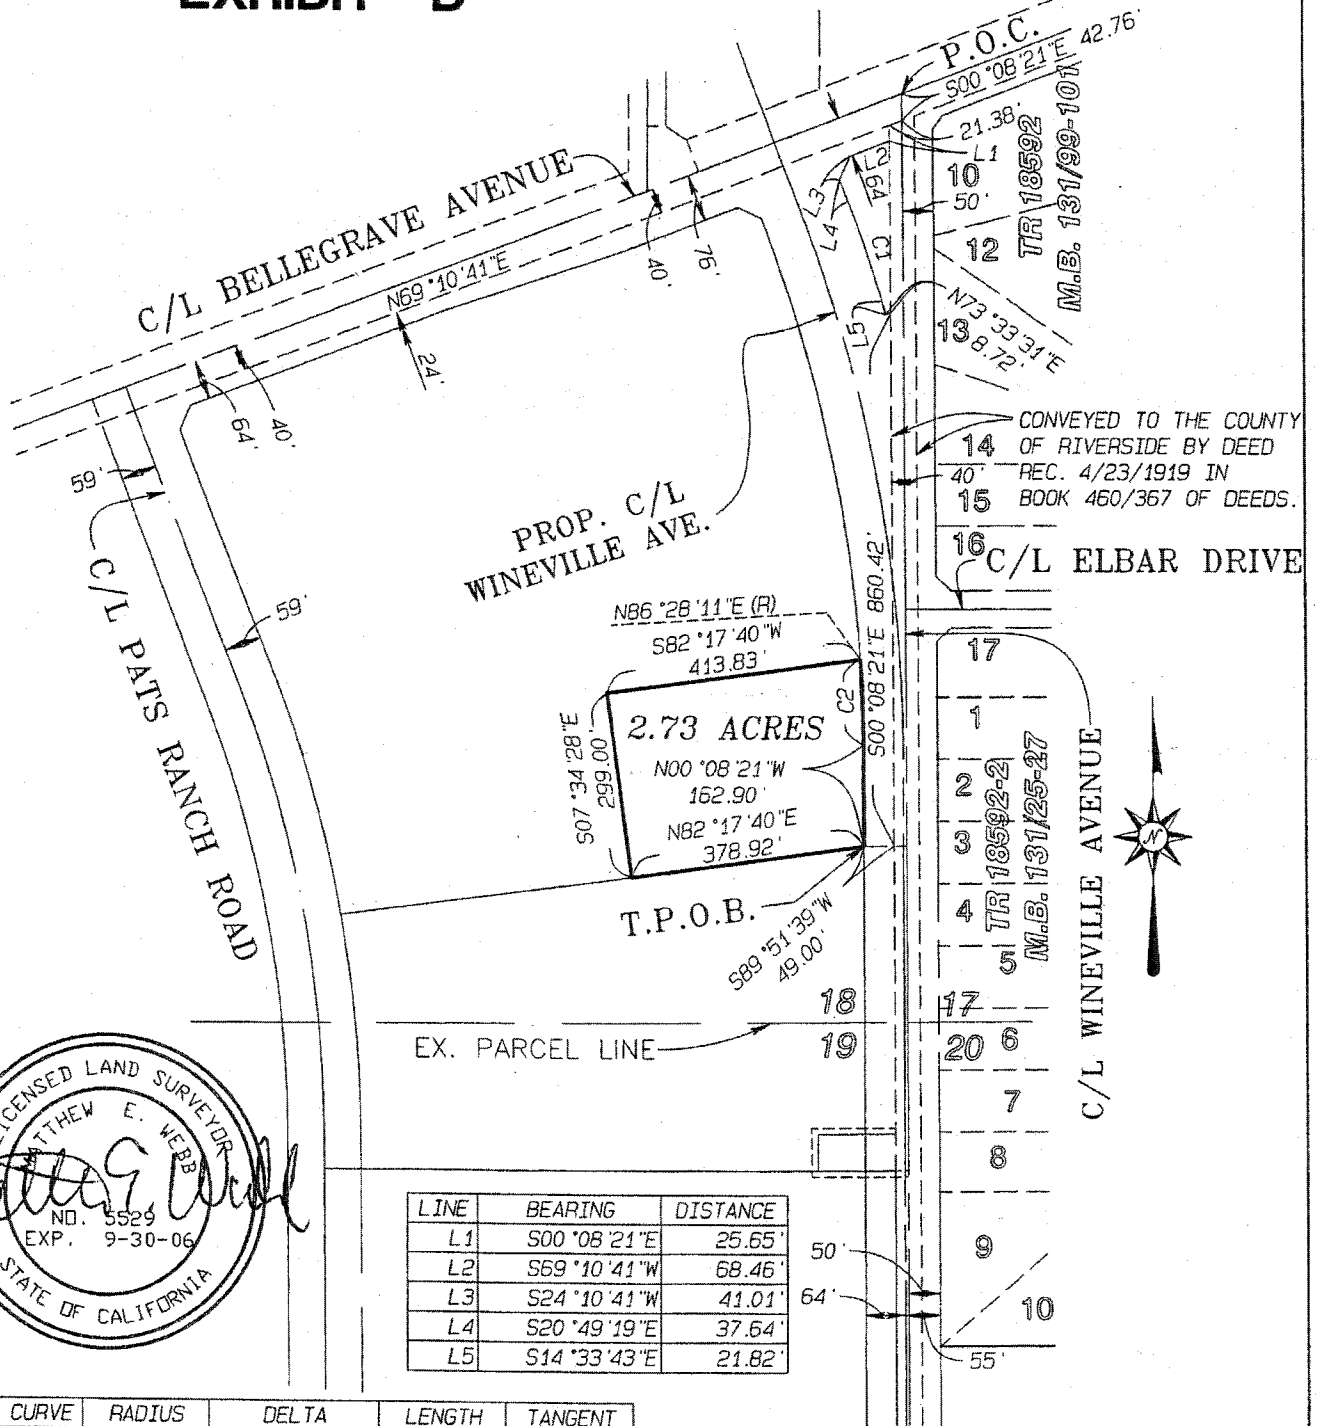 P.O.C.
S00°08'21"E 42.76'
21.38'
L1
L2
64'
L3
L4
C1
L5
50'
10
12
13
TR 18592
M.B. 131/99-101
N73°33'31"E
8.72'
C/L BELLEGRAVE AVENUE
N69°10'41"E
40'
76'
24'
64'
40'
59'
59'
C/L PATS RANCH ROAD
PROP. C/L
WINEVILLE AVE.
CONVEYED TO THE COUNTY
OF RIVERSIDE BY DEED
REC. 4/23/1919 IN
BOOK 460/367 OF DEEDS.
14
40'
15
16
C/L ELBAR DRIVE
S00°08'21"E 860.42'
N86°28'11"E (R)
S82°17'40"W
413.83'
C2
S07°34'28"E
299.00'
2.73 ACRES
N00°08'21"W
162.90'
N82°17'40"E
378.92'
T.P.O.B.
S89°51'39"W
49.00'
17
1
2
3
4
5
TR 18592-2
M.B. 131/25-27
C/L WINEVILLE AVENUE
N
18
17
19
20
6
7
8
9
10
EX. PARCEL LINE
50'
64'
55'
LICENSED LAND SURVEYOR
MATTHEW E. WEBB
NO. 5529
EXP. 9-30-06
STATE OF CALIFORNIA
LINE BEARING DISTANCE
L1 S00°08'21"E 25.65'
L2 S69°10'41"W 68.46'
L3 S24°10'41"W 41.01'
L4 S20°49'19"E 37.64'
L5 S14°33'43"E 21.82'
CURVE RADIUS DELTA LENGTH TANGENT